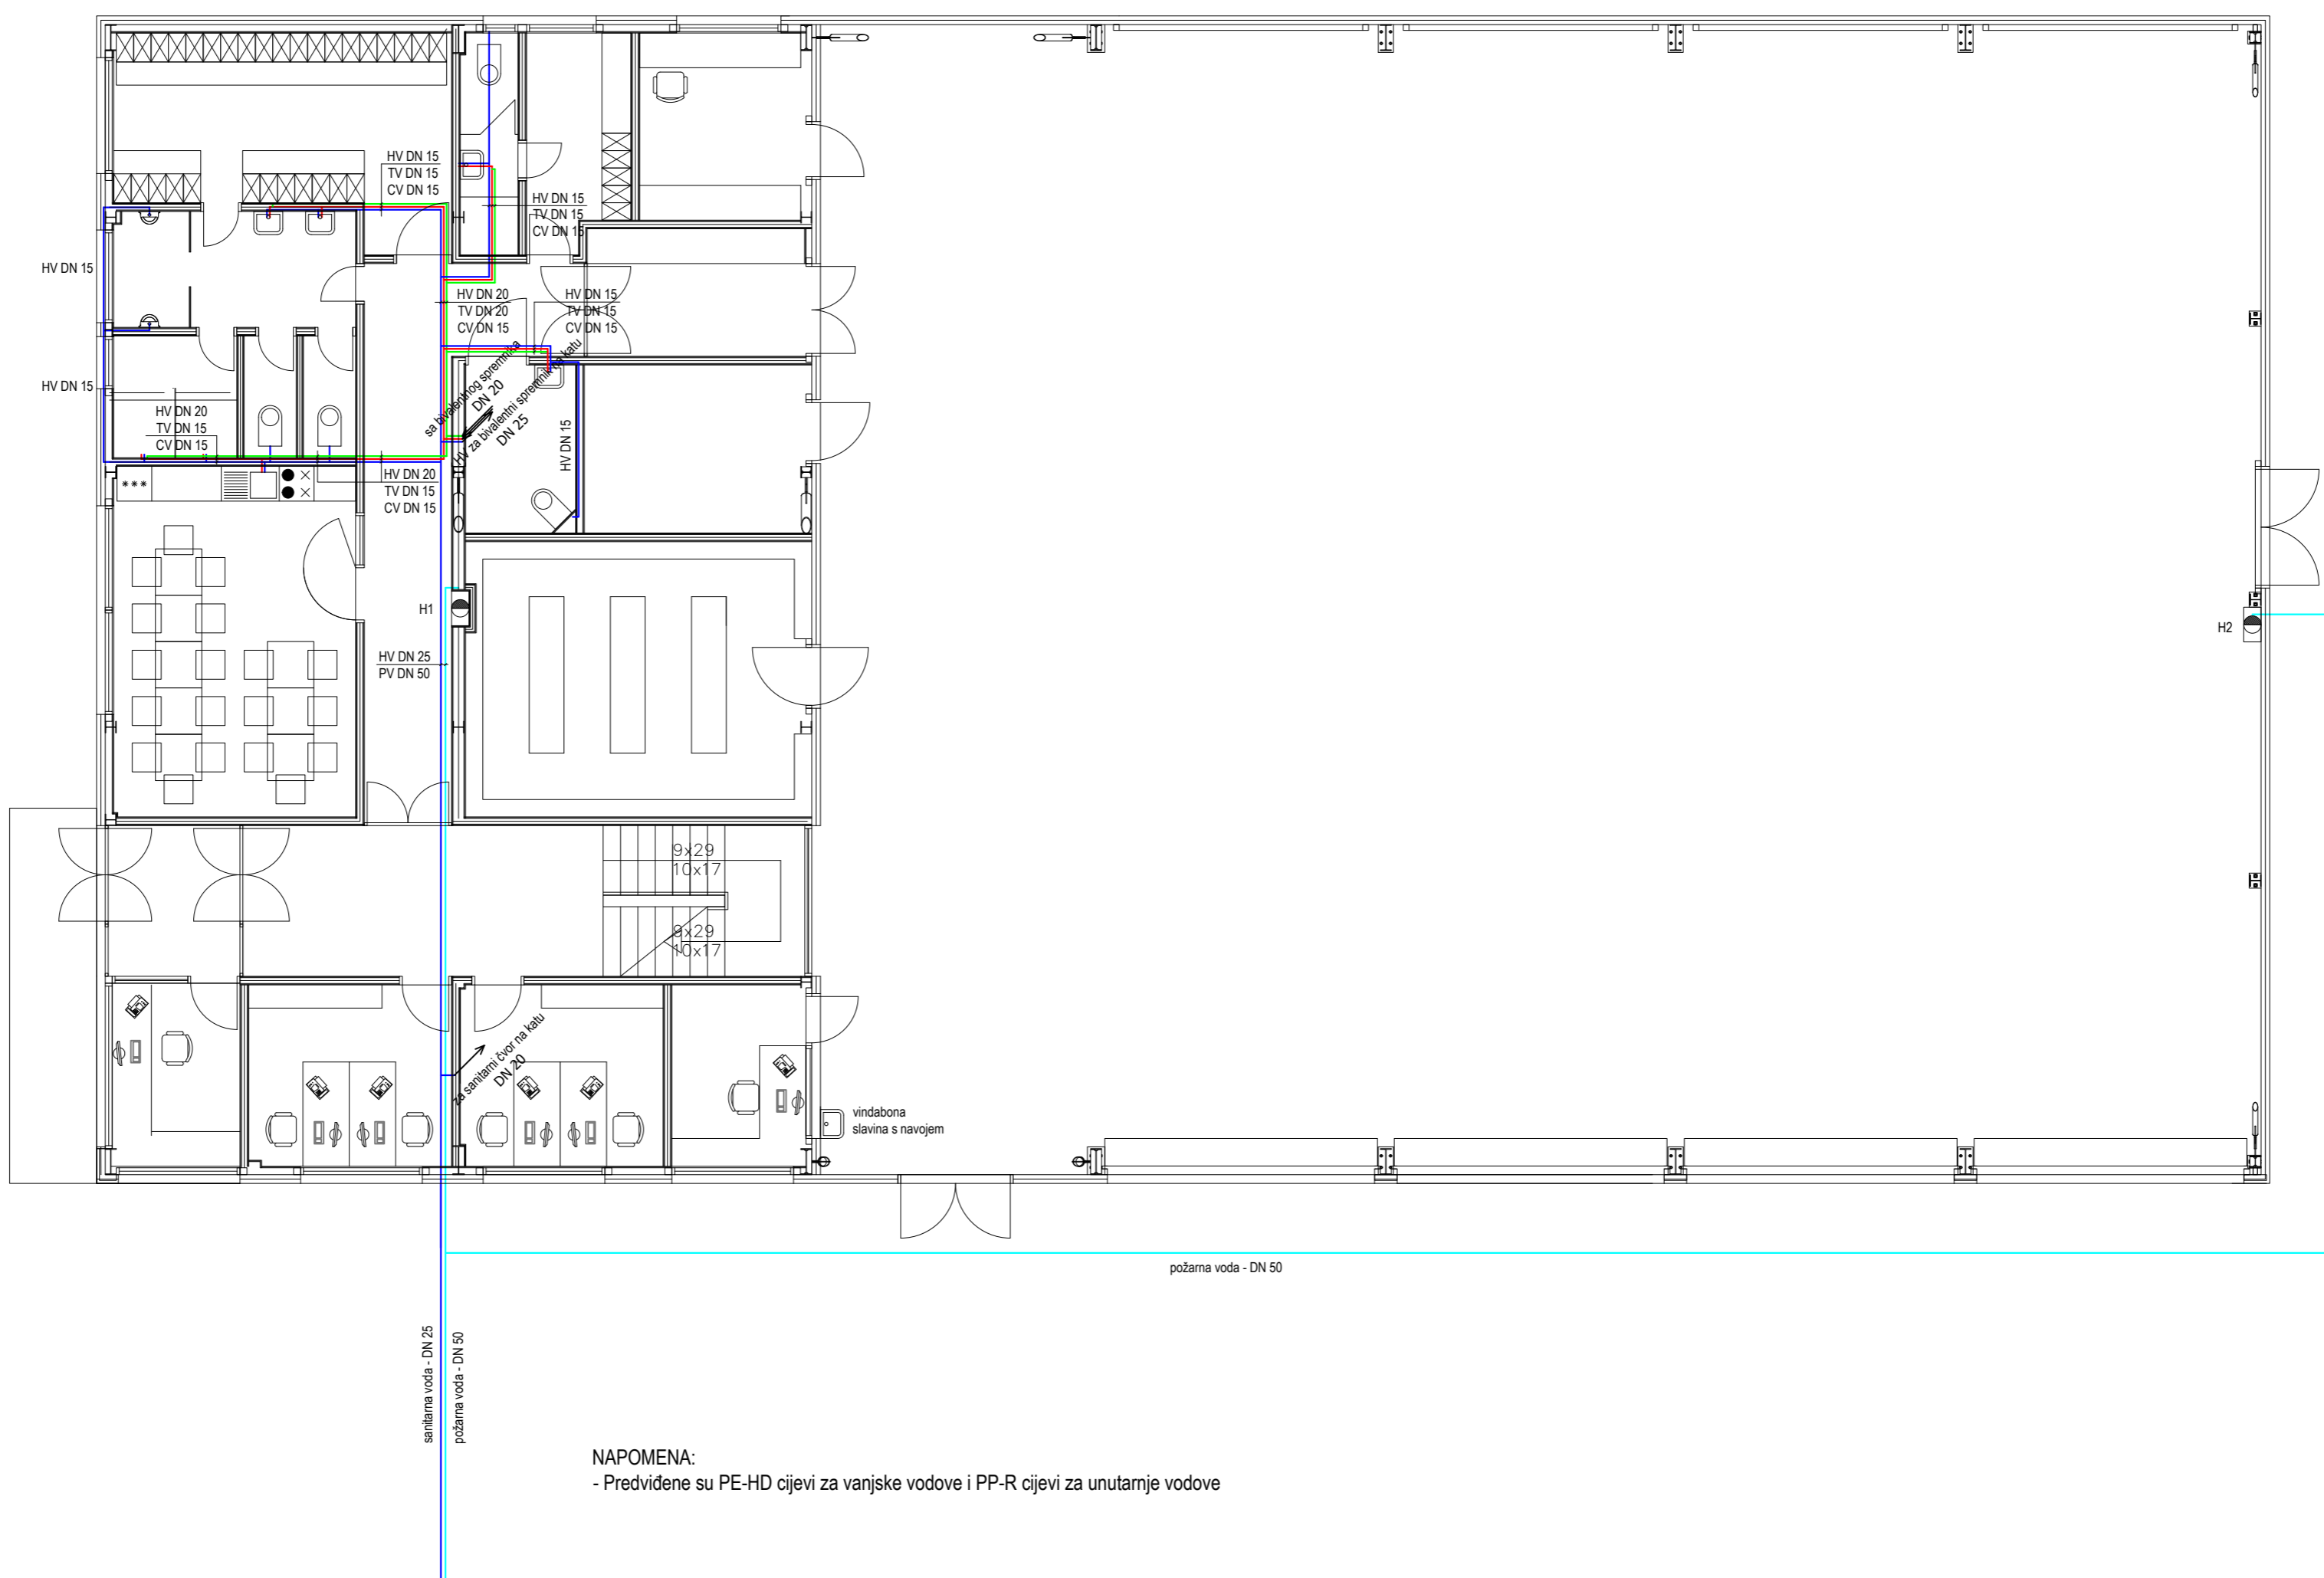 HV DN 15
TV DN 15
CV DN 15
HV DN 15
TV DN 15
CV DN 15
HV DN 15
HV DN 20
TV DN 20
CV DN 15
HV DN 15
TV DN 15
CV DN 15
sa bivalentnog spremnika
DN 20
HV za bivalentni spremnik na katu
DN 25
HV DN 15
HV DN 20
TV DN 15
CV DN 15
HV DN 15
HV DN 20
TV DN 15
CV DN 15
H1
H2
HV DN 25
PV DN 50
9x29
10x17
9x29
10x17
za sanitarni čvor na katu
DN 20
vindabona
slavina s navojem
požarna voda - DN 50
sanitarna voda - DN 25
požarna voda - DN 50
NAPOMENA:
- Predviđene su PE-HD cijevi za vanjske vodove i PP-R cijevi za unutarnje vodove